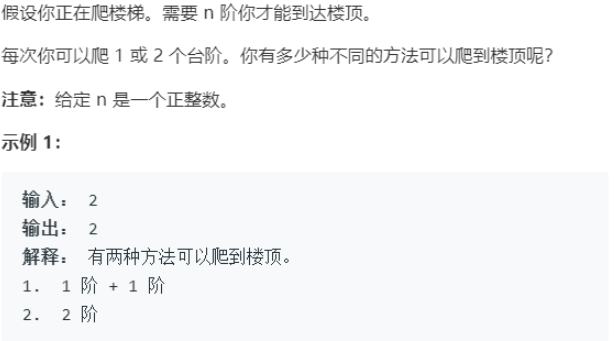 假设你正在爬楼梯。需要 n 阶你才能到达楼顶。
每次你可以爬 1 或 2 个台阶。你有多少种不同的方法可以爬到楼顶呢？
注意：给定 n 是一个正整数。
示例 1：
输入： 2
输出： 2
解释： 有两种方法可以爬到楼顶。
1. 1 阶 + 1 阶
2. 2 阶